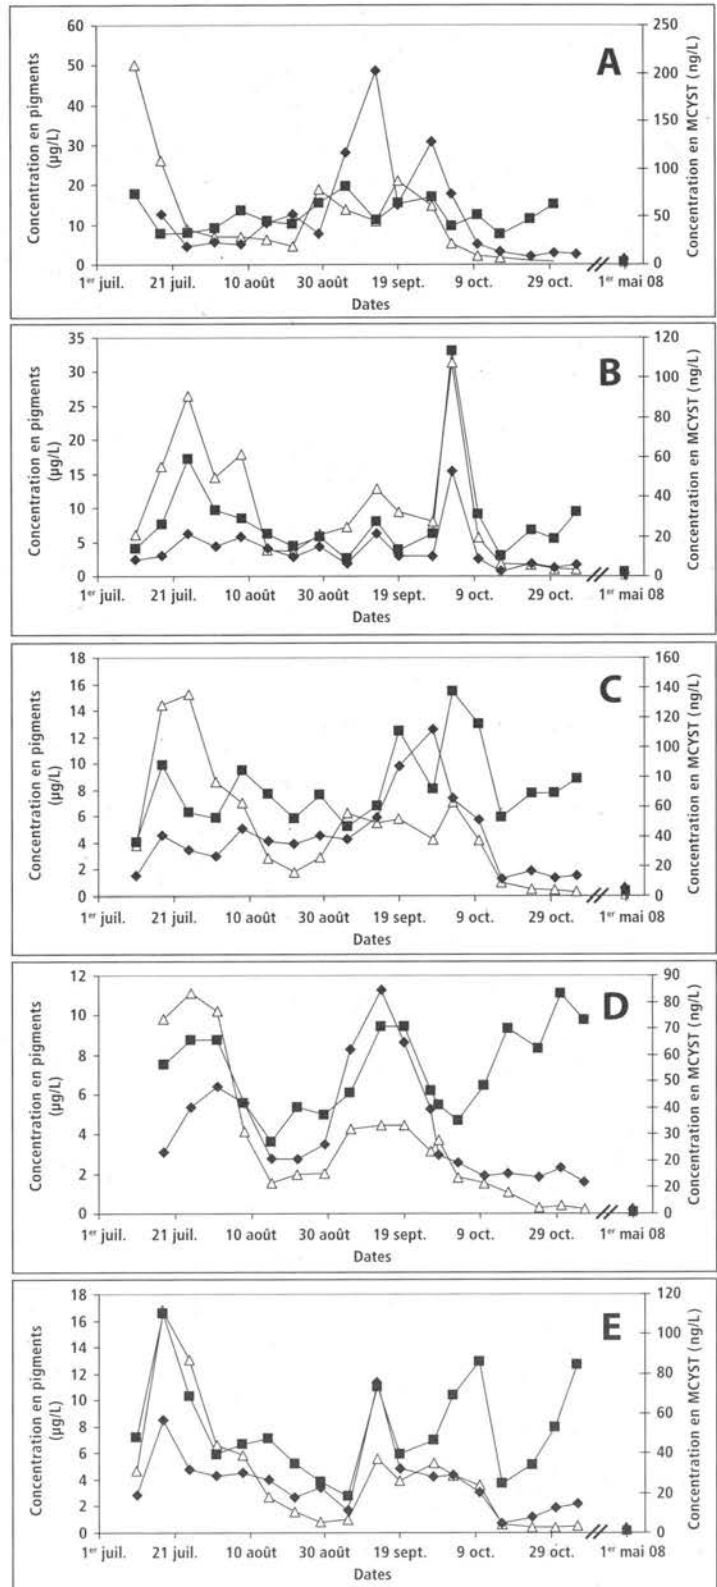 Concentration en pigments
(µg/L)
60
50
40
30
20
10
0
A
250
200
150
100
50
0
Concentration en MCYST (ng/L)
1er juil.
21 juil.
10 août
30 août
19 sept.
9 oct.
29 oct.
1er mai 08
Dates
Concentration en pigments
(µg/L)
35
30
25
20
15
10
5
0
B
120
100
80
60
40
20
0
Concentration en MCYST (ng/L)
1er juil.
21 juil.
10 août
30 août
19 sept.
9 oct.
29 oct.
1er mai 08
Dates
Concentration en pigments
(µg/L)
18
16
14
12
10
8
6
4
2
0
C
160
140
120
100
10
60
40
20
0
Concentration en MCYST (ng/L)
1er juil.
21 juil.
10 août
30 août
19 sept.
9 oct.
29 oct.
1er mai 08
Dates
Concentration en pigments
(µg/L)
12
10
8
6
4
2
0
D
90
80
70
60
50
40
30
20
10
0
Concentration en MCYST (ng/L)
1er juil.
21 juil.
10 août
30 août
19 sept.
9 oct.
29 oct.
1er mai 08
Dates
Concentration en pigments
(µg/L)
18
16
14
12
10
8
6
4
2
0
E
120
100
80
60
40
20
0
Concentration en MCYST (ng/L)
1er juil.
21 juil.
10 août
30 août
19 sept.
9 oct.
29 oct.
1er mai 08
Dates